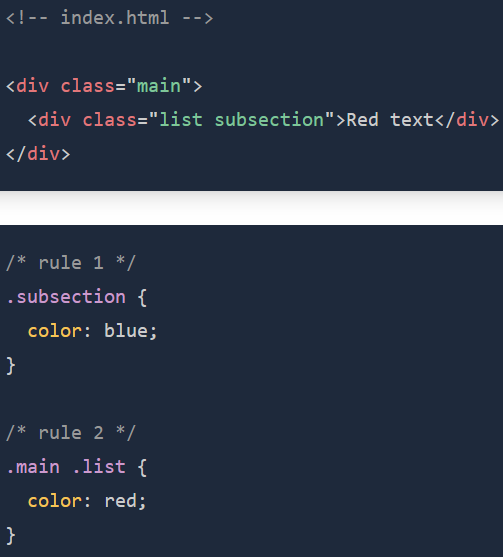 <!-- index.html -->
<div class="main">
  <div class="list subsection">Red text</div>
</div>
/* rule 1 */
.subsection {
  color: blue;
}
/* rule 2 */
.main .list {
  color: red;
}